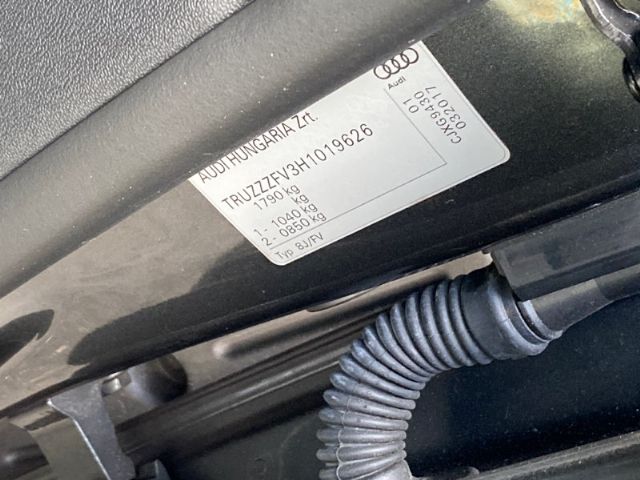 Audi
AUDI HUNGARIA Zrt.
01
CJXG9430
032017
TRUZZZFV3H1019626
1790 kg
kg
1 - 1040 kg
2 - 0850 kg
Typ 8J/FV